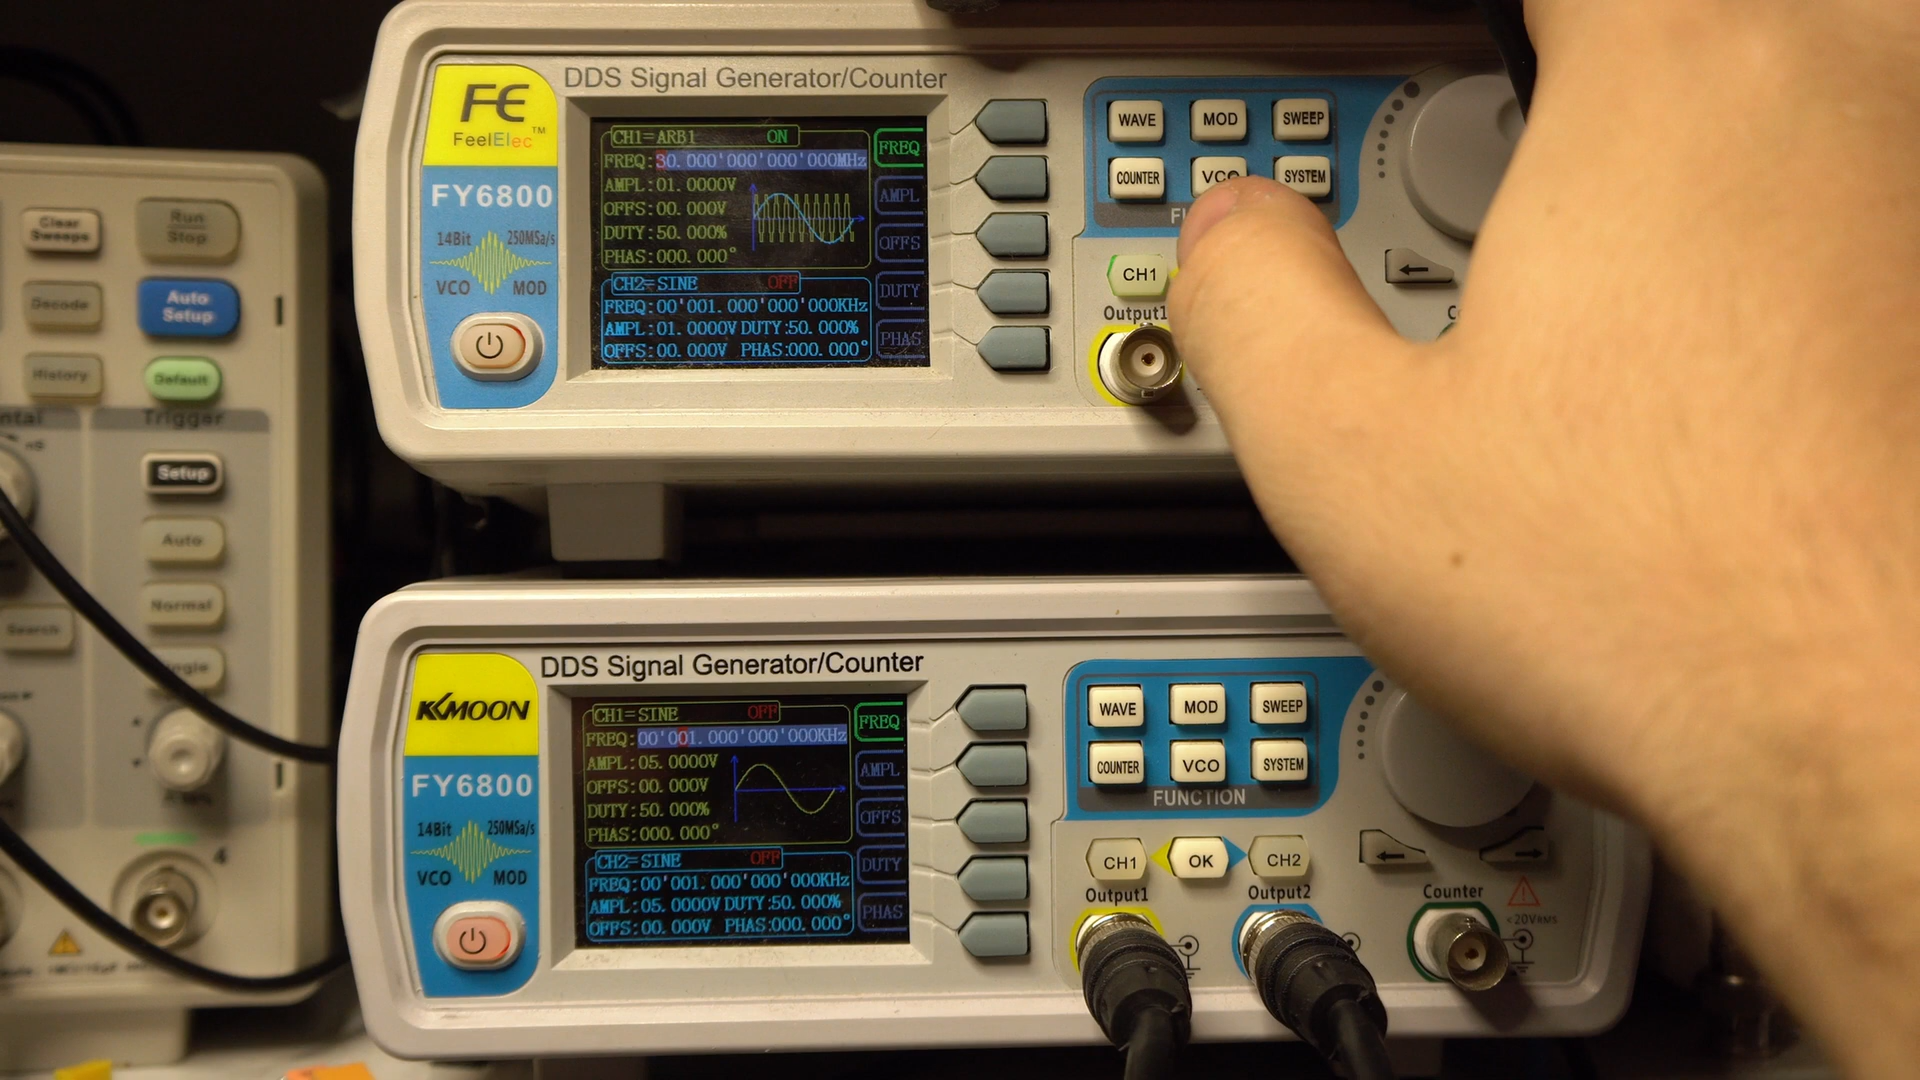 DDS Signal Generator/Counter
FE
FeelElec™
FY6800
14Bit 250MSa/s
VCO MOD
CH1=ARB1 ON
FREQ:30.000'000'000'000MHz
AMPL:01.0000V
OFFS:00.000V
DUTY:50.000%
PHAS:000.000°
CH2=SINE OFF
FREQ:00'001.000'000'000KHz
AMPL:01.0000V DUTY:50.000%
OFFS:00.000V PHAS:000.000°
FREQ
AMPL
OFFS
DUTY
PHAS
WAVE MOD SWEEP
COUNTER VCO SYSTEM
CH1
Output1
Clear
Sweeps
Run
Stop
Decode
Auto
Setup
History
Default
Trigger
Setup
Auto
Normal
Search
4
DDS Signal Generator/Counter
KKMOON
FY6800
14Bit 250MSa/s
VCO MOD
CH1=SINE OFF
FREQ:00'001.000'000'000KHz
AMPL:05.0000V
OFFS:00.000V
DUTY:50.000%
PHAS:000.000°
CH2=SINE OFF
FREQ:00'001.000'000'000KHz
AMPL:05.0000V DUTY:50.000%
OFFS:00.000V PHAS:000.000°
FREQ
AMPL
OFFS
DUTY
PHAS
WAVE MOD SWEEP
COUNTER VCO SYSTEM
FUNCTION
CH1 OK CH2
Output1 Output2 Counter
<20VRMS